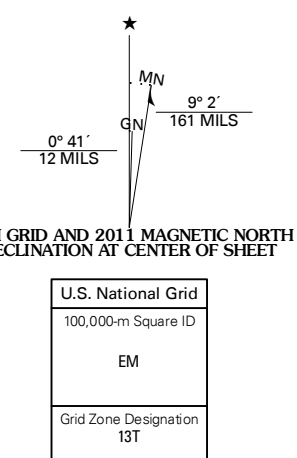 ★
MN
GN
9° 2´
161 MILS
0° 41´
12 MILS
GRID AND 2011 MAGNETIC NORTH
AT CENTER OF SHEET
U.S. National Grid
100,000-m Square ID
EM
Grid Zone Designation
13T